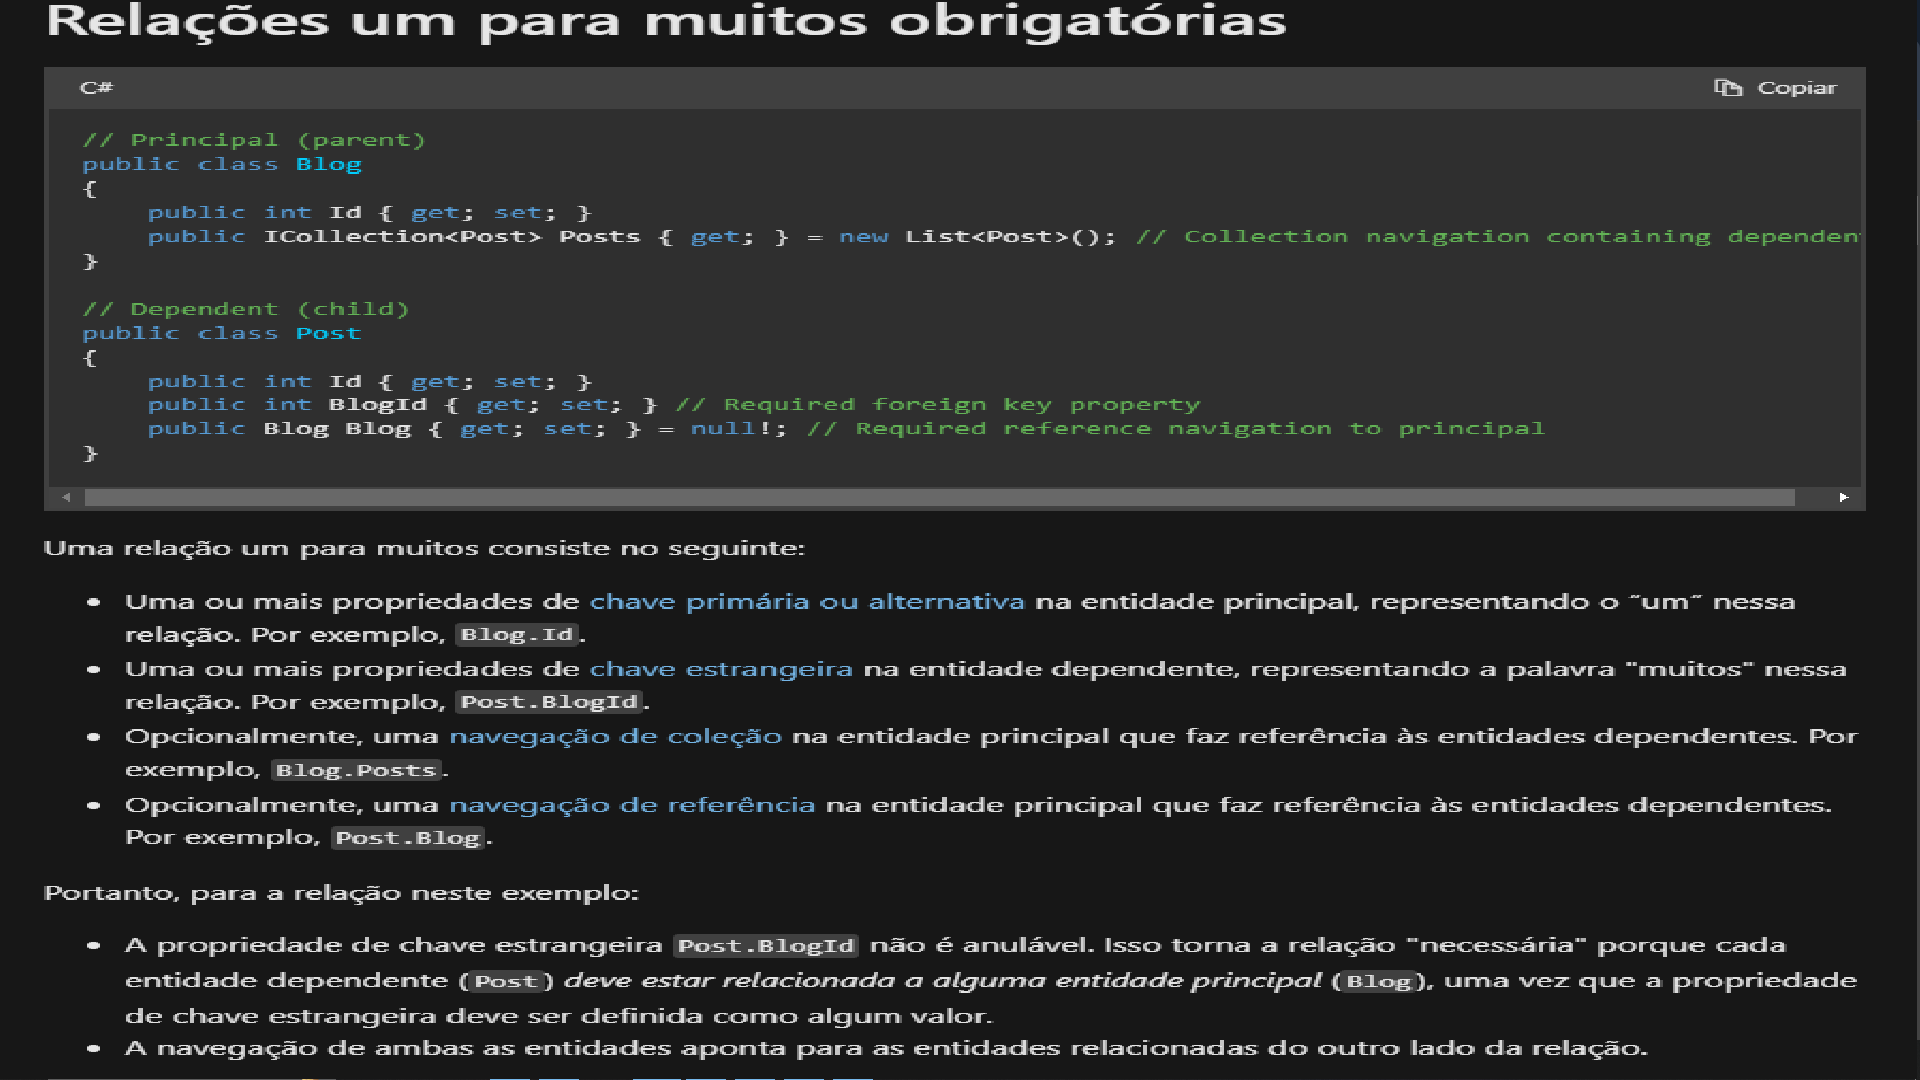 Relações um para muitos obrigatórias
C#
Copiar
// Principal (parent)
public class Blog
{
public int Id { get; set; }
public ICollection<Post> Posts { get; } = new List<Post>(); // Collection navigation containing
}
// Dependent (child)
public class Post
{
public int Id { get; set; }
public int BlogId { get; set; } // Required foreign key property
public Blog Blog { get; set; } = null!; // Required reference navigation to principal
}
Uma relação um para muitos consiste no seguinte:
• Uma ou mais propriedades de chave primária ou alternativa na entidade principal, representando o “um” nessa
relação. Por exemplo, Blog.Id.
• Uma ou mais propriedades de chave estrangeira na entidade dependente, representando a palavra "muitos" nessa
relação. Por exemplo, Post.BlogId.
• Opcionalmente, uma navegação de coleção na entidade principal que faz referência às entidades dependentes. Por
exemplo, Blog.Posts.
• Opcionalmente, uma navegação de referência na entidade principal que faz referência às entidades dependentes.
Por exemplo, Post.Blog.
Portanto, para a relação neste exemplo:
• A propriedade de chave estrangeira Post.BlogId não é anulável. Isso torna a relação "necessária" porque cada
entidade dependente (Post) deve estar relacionada a alguma entidade principal (Blog), uma vez que a propriedade
de chave estrangeira deve ser definida como algum valor.
• A navegação de ambas as entidades aponta para as entidades relacionadas do outro lado da relação.